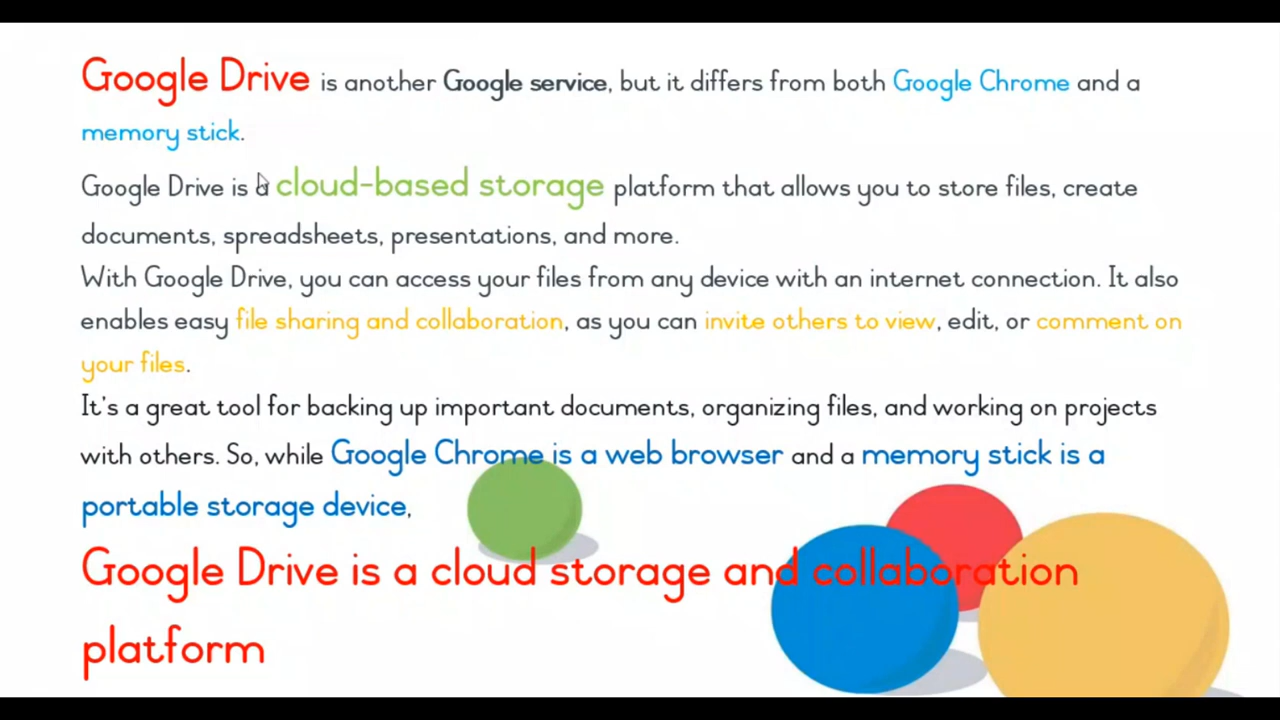 Google Drive is another Google service, but it differs from both Google Chrome and a
memory stick.
Google Drive is a cloud-based storage platform that allows you to store files, create
documents, spreadsheets, presentations, and more.
With Google Drive, you can access your files from any device with an internet connection. It also
enables easy file sharing and collaboration, as you can invite others to view, edit, or comment on
your files.
It's a great tool for backing up important documents, organizing files, and working on projects
with others. So, while Google Chrome is a web browser and a memory stick is a
portable storage device,
Google Drive is a cloud storage and collaboration
platform